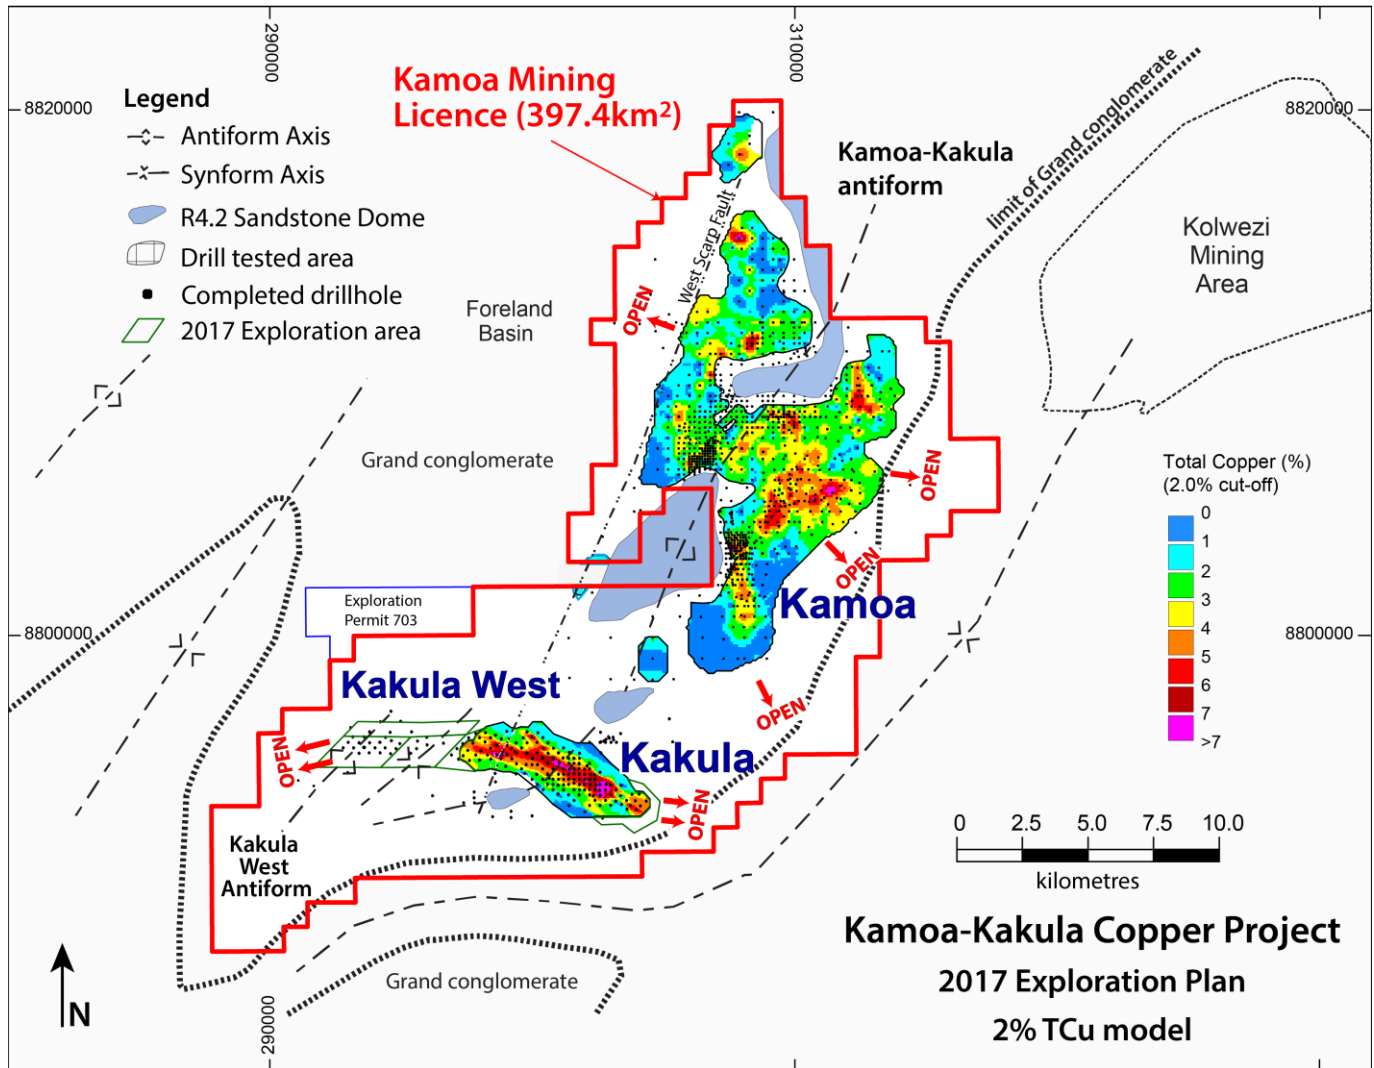 290000
310000
8820000
8820000
Kamoa Mining
Licence (397.4km²)
Legend
Antiform Axis
Synform Axis
R4.2 Sandstone Dome
Drill tested area
Completed drillhole
2017 Exploration area
Kamoa-Kakula
antiform
limit of Grand conglomerate
Kolwezi
Mining
Area
West Scarp Fault
Foreland
Basin
OPEN
Grand conglomerate
OPEN
Total Copper (%)
(2.0% cut-off)
0
1
2
3
4
5
6
7
>7
OPEN
Kamoa
Exploration
Permit 703
8800000
8800000
Kakula West
OPEN
Kakula
OPEN
OPEN
Kakula
West
Antiform
0 2.5 5.0 7.5 10.0
kilometres
Kamoa-Kakula Copper Project
2017 Exploration Plan
2% TCu model
Grand conglomerate
N
290000